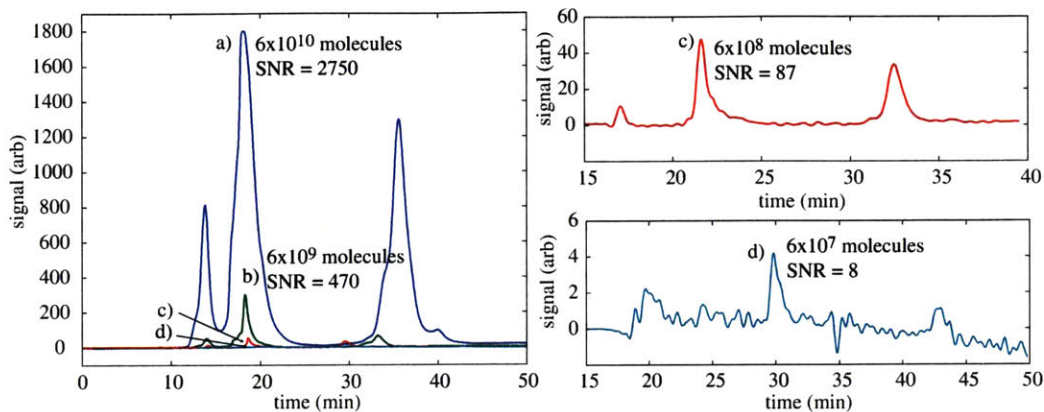 1800
1600
1400
1200
1000
800
600
400
200
0
signal (arb)
a) 6x10¹⁰ molecules
SNR = 2750
6x10⁹ molecules
b) SNR = 470
c)
d)
0 10 20 30 40 50
time (min)
60
40
20
0
20
signal (arb)
c) 6x10⁸ molecules
SNR = 87
15 20 25 30 35 40
time (min)
6
4
2
0
2
signal (arb)
d) 6x10⁷ molecules
SNR = 8
15 20 25 30 35 40 45 50
time (min)